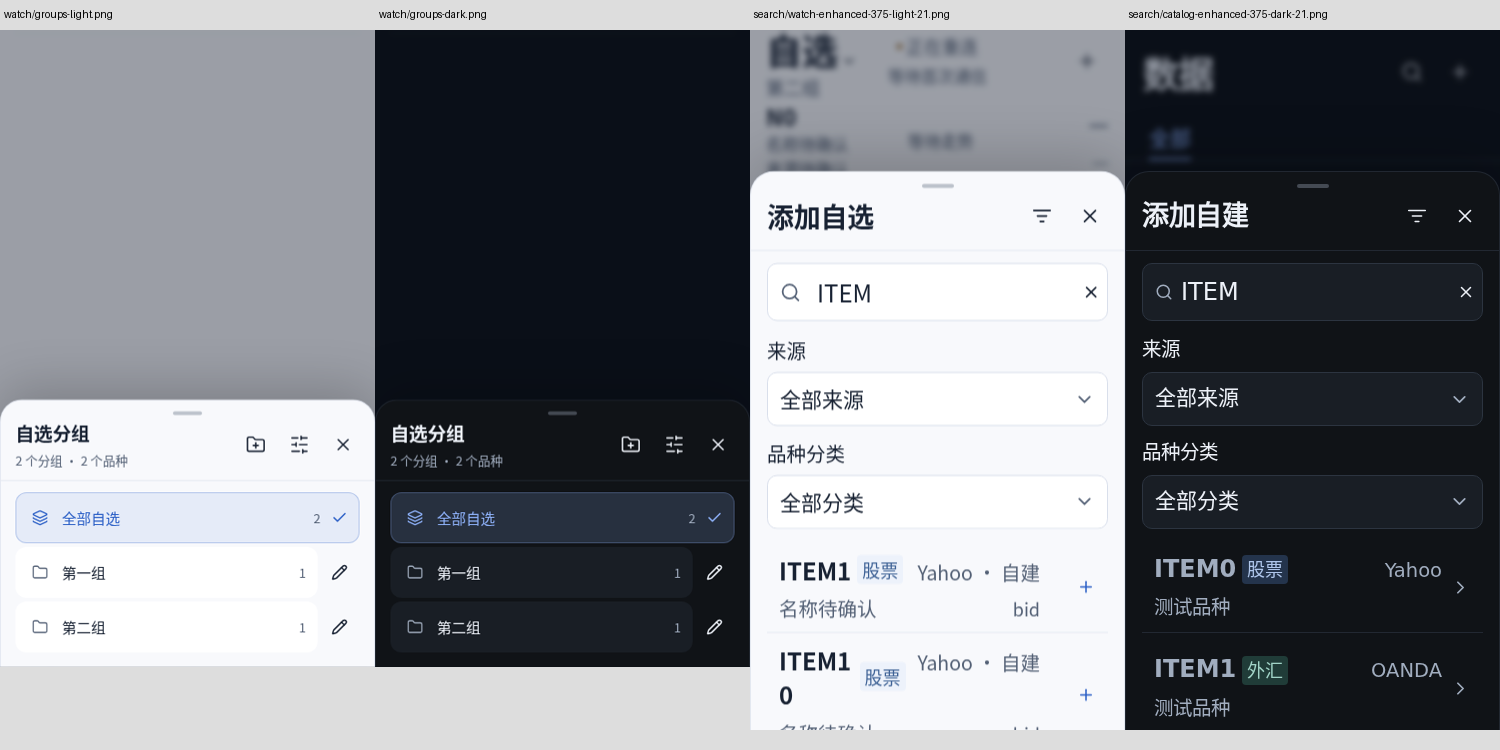 watch/groups-light.png
watch/groups-dark.png
search/watch-enhanced-375-light-21.png
search/catalog-enhanced-375-dark-21.png
自选分组
2 个分组 • 2 个品种
全部自选 2
第一组 1
第二组 1
自选分组
2 个分组 • 2 个品种
全部自选 2
第一组 1
第二组 1
自选
第二组
N0
添加自选
ITEM
来源
全部来源
品种分类
全部分类
ITEM1 股票 Yahoo • 自建
名称待确认 bid
ITEM1 股票 Yahoo • 自建
0
数据
全部
添加自建
ITEM
来源
全部来源
品种分类
全部分类
ITEM0 股票 Yahoo
测试品种
ITEM1 外汇 OANDA
测试品种